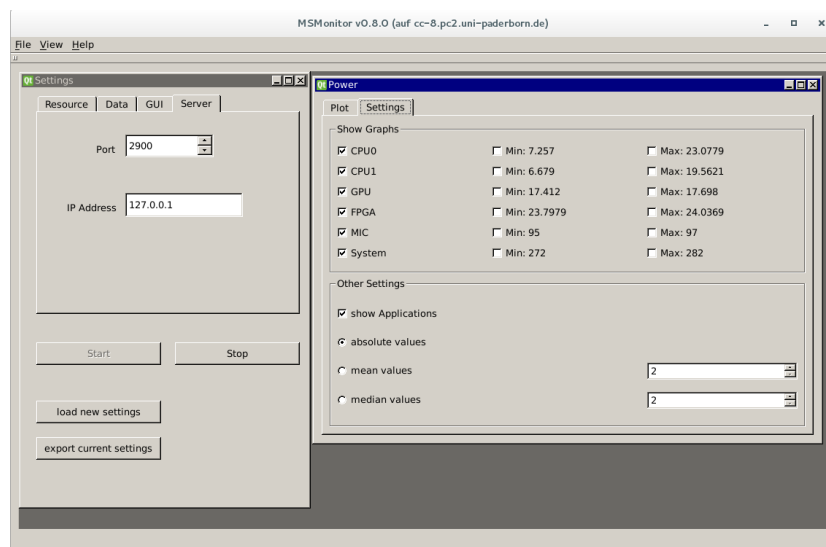 MSMonitor v0.8.0 (auf cc-8.pc2.uni-paderborn.de)
File View Help
Qt Settings
Resource Data GUI Server
Port 2900
IP Address 127.0.0.1
Start Stop
load new settings
export current settings
Qt Power
Plot Settings
Show Graphs
CPU0 Min: 7.257 Max: 23.0779
CPU1 Min: 6.679 Max: 19.5621
GPU Min: 17.412 Max: 17.698
FPGA Min: 23.7979 Max: 24.0369
MIC Min: 95 Max: 97
System Min: 272 Max: 282
Other Settings
show Applications
absolute values
mean values 2
median values 2